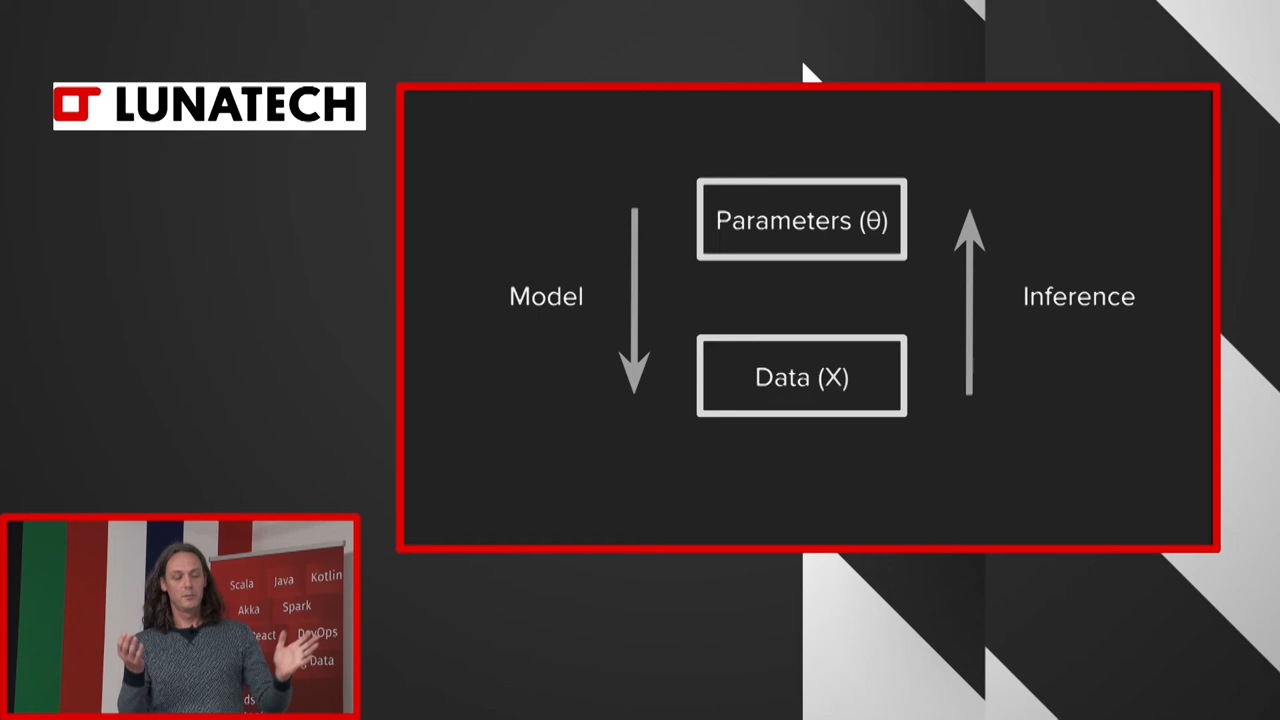 LUNATECH
Parameters (θ)
Model
Inference
Data (X)
Scala Java Kotlin
Akka Spark
DevOps
Data